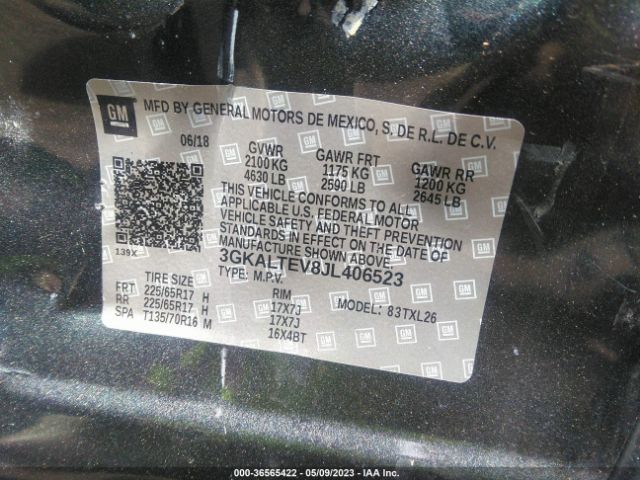 GM
MFD BY GENERAL MOTORS DE MEXICO, S. DE R.L. DE C.V.
06/18 GVWR GAWR FRT GAWR RR
2100 KG 1175 KG 1200 KG
4630 LB 2590 LB 2645 LB
THIS VEHICLE CONFORMS TO ALL
APPLICABLE U.S. FEDERAL MOTOR
VEHICLE SAFETY AND THEFT PREVENTION
STANDARDS IN EFFECT ON THE DATE OF
MANUFACTURE SHOWN ABOVE
139X 3GKALTEV8JL406523
TYPE: M.P.V.
TIRE SIZE RIM MODEL: 83TXL26
FRT 225/65R17 H 17X7J
RR 225/65R17 H 17X7J
SPA T135/70R16 M 16X4BT
000-36565422 - 05/09/2023 - IAA Inc.